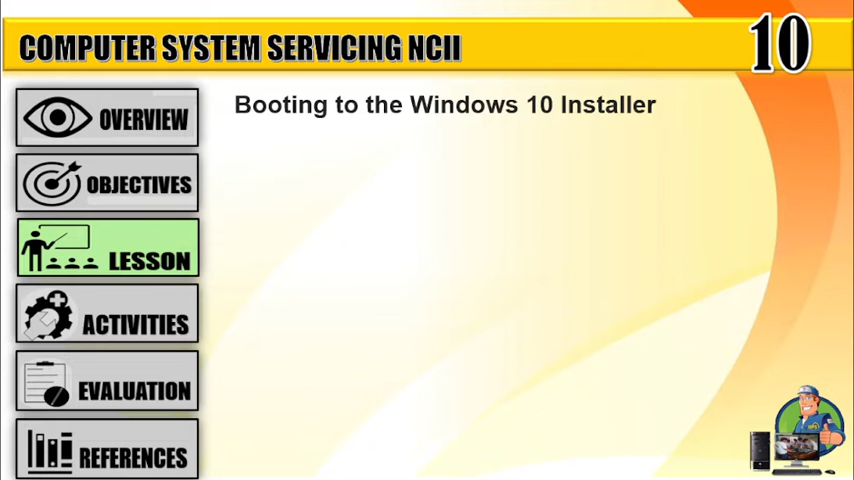 COMPUTER SYSTEM SERVICING NCII
10
OVERVIEW
OBJECTIVES
LESSON
ACTIVITIES
EVALUATION
REFERENCES
Booting to the Windows 10 Installer